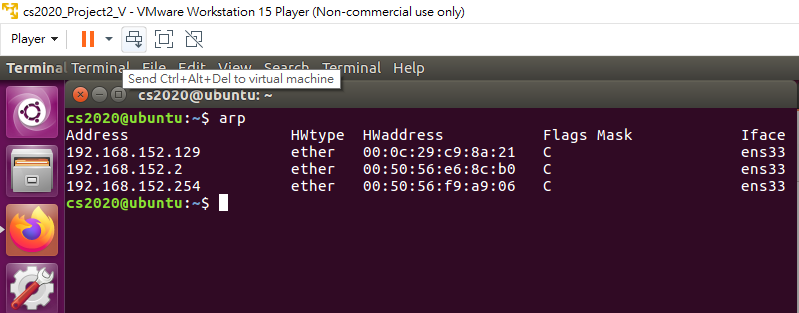 cs2020_Project2_V - VMware Workstation 15 Player (Non-commercial use only)
Player
Terminal Terminal File Edit View Search Terminal Help
Send Ctrl+Alt+Del to virtual machine
cs2020@ubuntu: ~
cs2020@ubuntu:~$ arp
Address HWtype HWaddress Flags Mask Iface
192.168.152.129 ether 00:0c:29:c9:8a:21 C ens33
192.168.152.2 ether 00:50:56:e6:8c:b0 C ens33
192.168.152.254 ether 00:50:56:f9:a9:06 C ens33
cs2020@ubuntu:~$